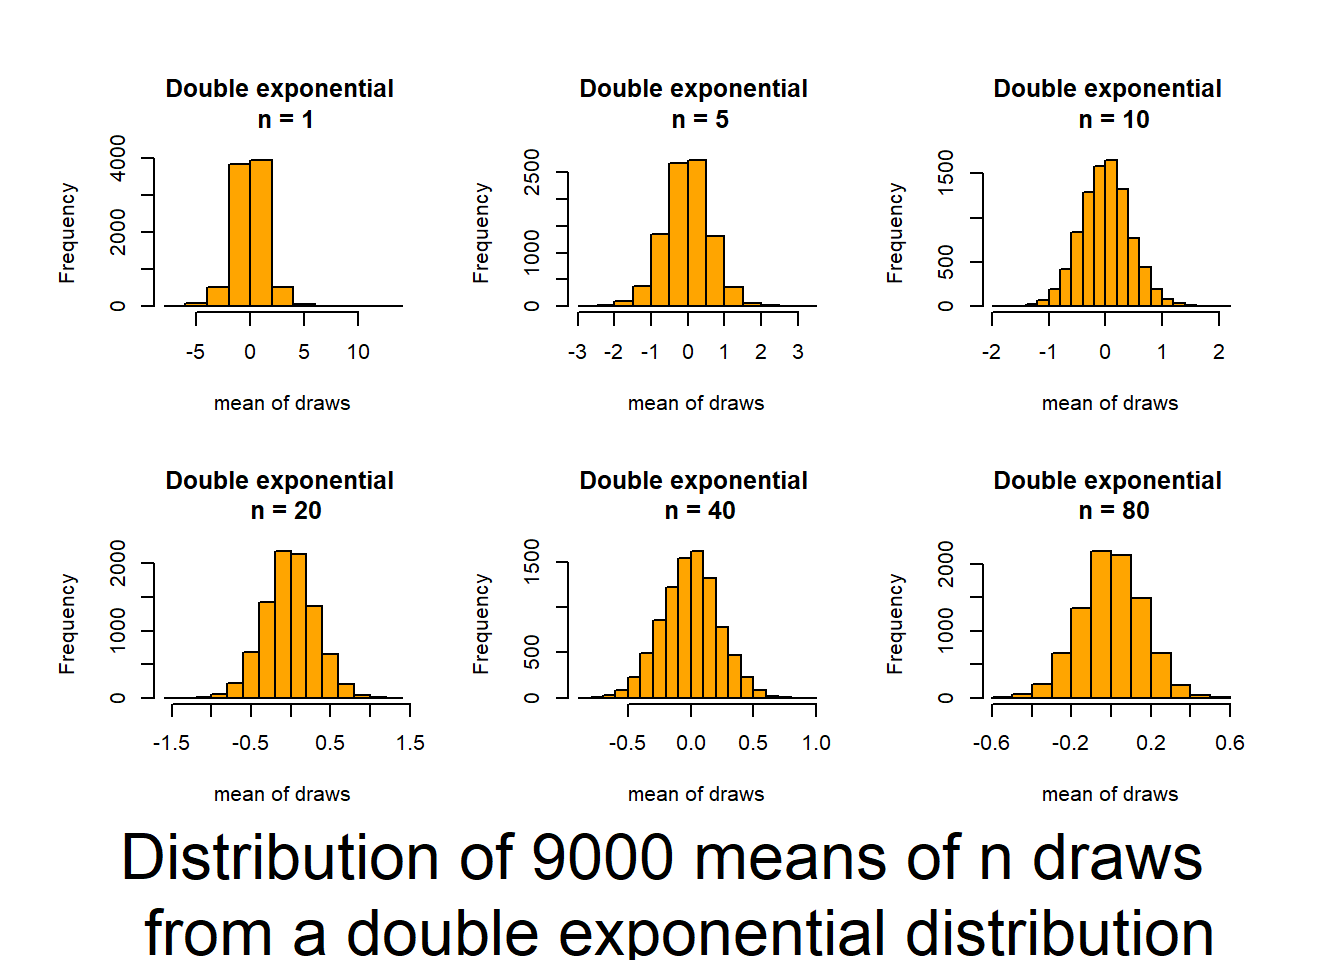 Double exponential
n = 1
Frequency
4000
2000
0
-5 0 5 10
mean of draws
Double exponential
n = 5
Frequency
2500
1000
0
-3 -2 -1 0 1 2 3
mean of draws
Double exponential
n = 10
Frequency
1500
500
0
-2 -1 0 1 2
mean of draws
Double exponential
n = 20
Frequency
2000
1000
0
-1.5 -0.5 0.5 1.5
mean of draws
Double exponential
n = 40
Frequency
1500
500
0
-0.5 0.0 0.5 1.0
mean of draws
Double exponential
n = 80
Frequency
2000
1000
0
-0.6 -0.2 0.2 0.6
mean of draws
Distribution of 9000 means of n draws
from a double exponential distribution